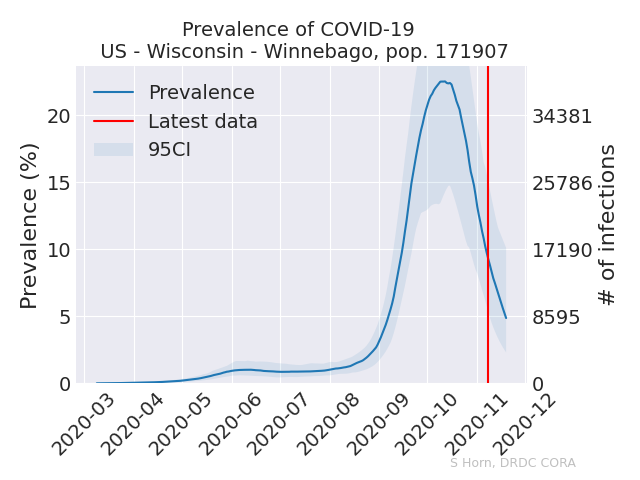 Prevalence of COVID-19
US - Wisconsin - Winnebago, pop. 171907
Prevalence
Latest data
95CI
Prevalence (%)
20
15
10
5
0
34381
25786
17190
8595
0
# of infections
2020-03
2020-04
2020-05
2020-06
2020-07
2020-08
2020-09
2020-10
2020-11
2020-12
S Horn, DRDC CORA